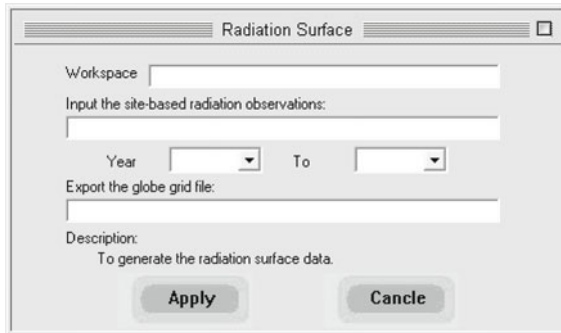 Radiation Surface
Workspace
Input the site-based radiation observations:
Year To
Export the globe grid file:
Description:
To generate the radiation surface data.
Apply Cancle